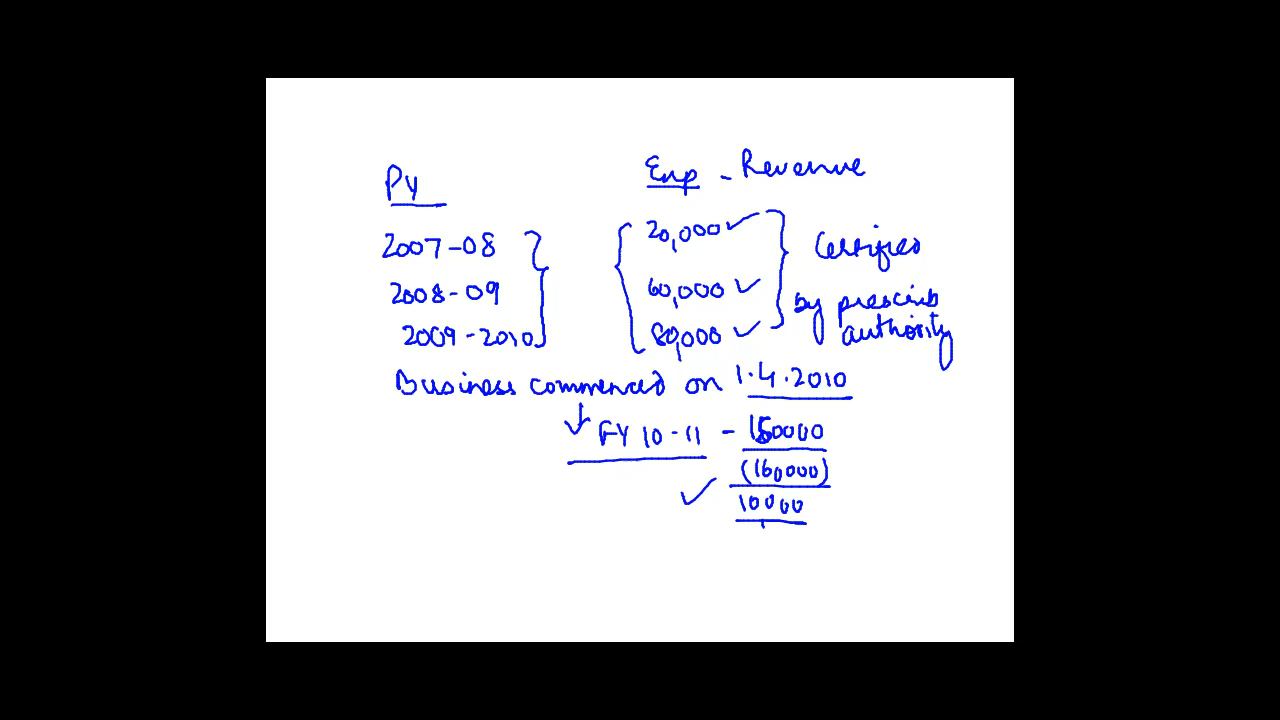 PY Exp - Revenue
2007-08 20,000 Certified
2008-09 60,000 by prescrib
2009-2010 80,000 authority
Business commenced on 1.4.2010
FY 10-11 - 150000
(160000)
10000